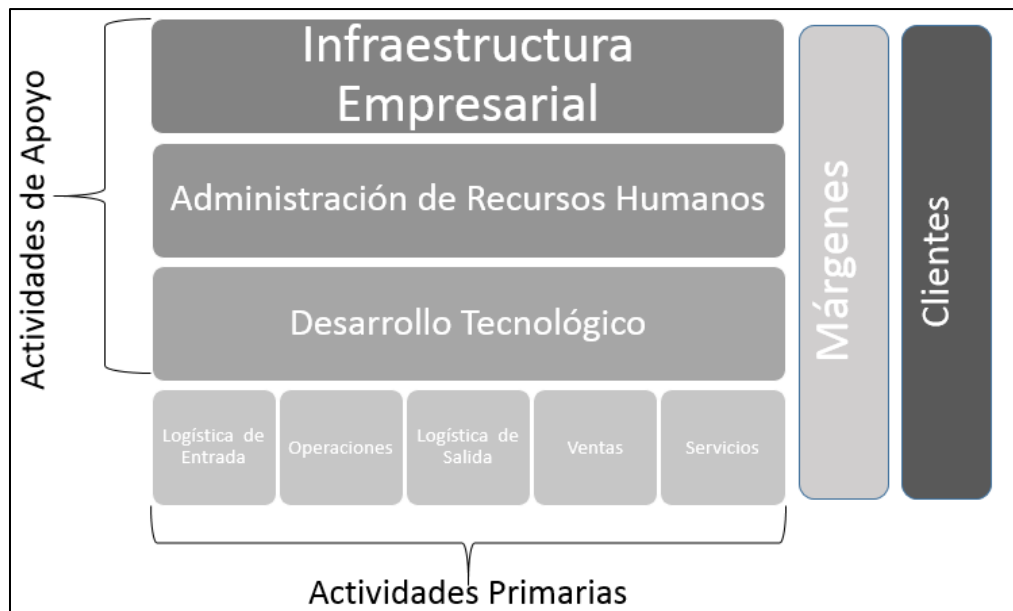 Actividades de Apoyo
Infraestructura
Empresarial
Administración de Recursos Humanos
Desarrollo Tecnológico
Logística de
Entrada
Operaciones
Logística de
Salida
Ventas
Servicios
Márgenes
Clientes
Actividades Primarias